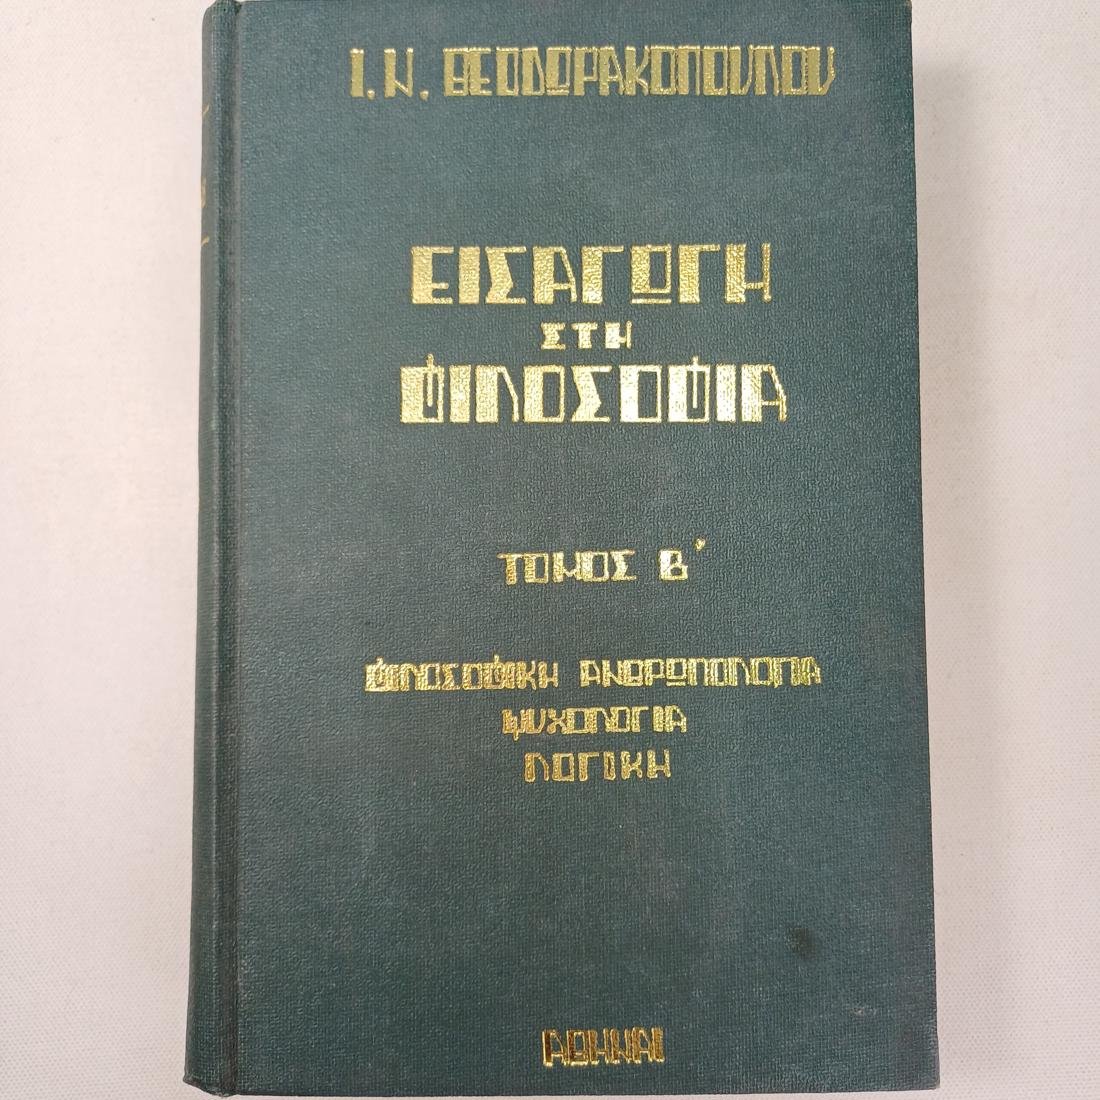 Ι. Ν. ΘΕΟΔΩΡΑΚΟΠΟΥΛΟΥ
ΕΙΣΑΓΩΓΗ
ΣΤΗ
ΦΙΛΟΣΟΦΙΑ
ΤΟΜΟΣ Β'
ΦΙΛΟΣΟΦΙΚΗ ΑΝΘΡΩΠΟΛΟΓΙΑ
ΨΥΧΟΛΟΓΙΑ
ΛΟΓΙΚΗ
ΑΘΗΝΑΙ